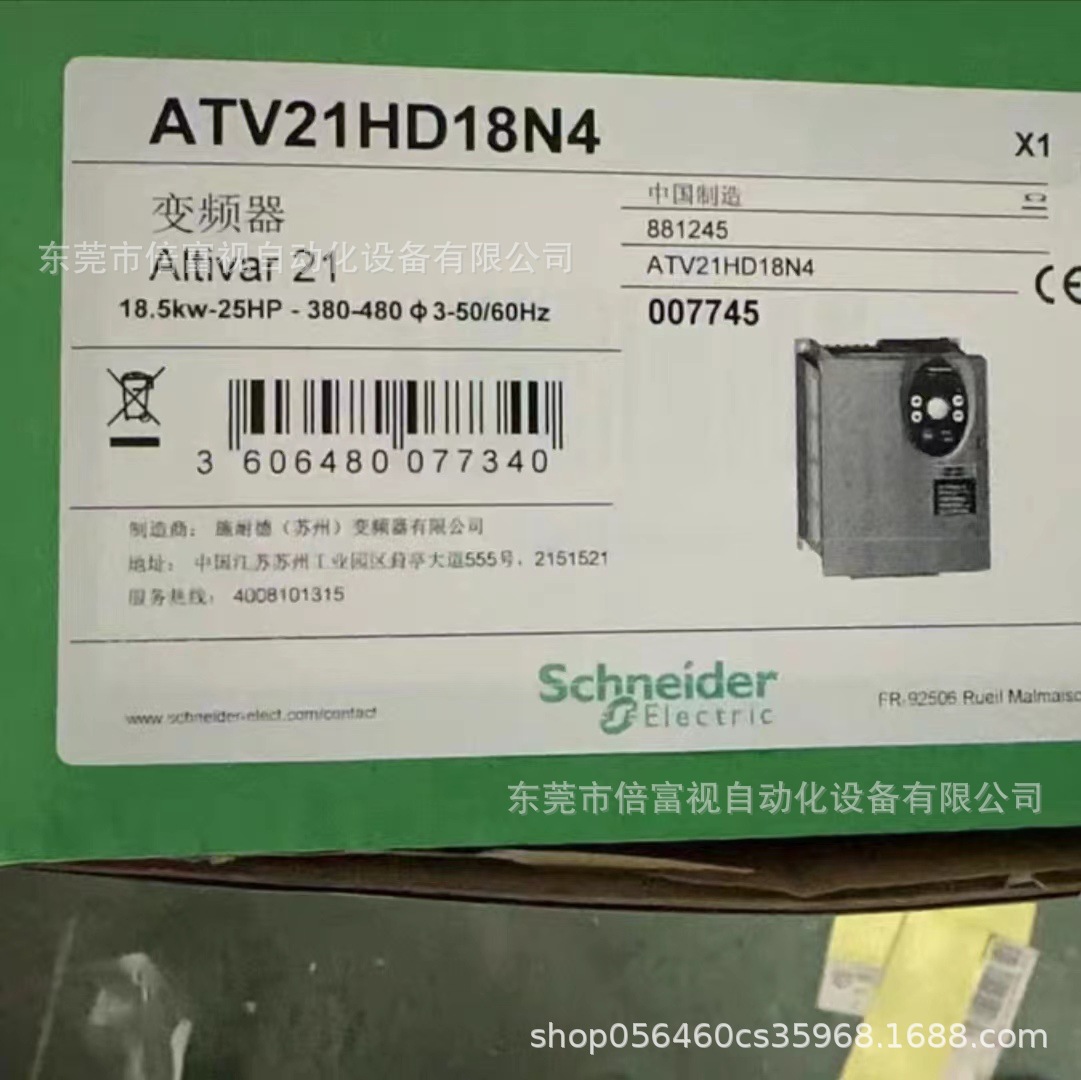 ATV21HD18N4
X1
变频器
Altivar 21
18.5kw-25HP - 380-480 ф 3-50/60Hz
中国制造
881245
ATV21HD18N4
007745
CE
东莞市倍富视自动化设备有限公司
3 606480 077340
制造商：施耐德（苏州）变频器有限公司
地址：中国江苏苏州工业园区葑亭大道555号，2151521
服务热线：4008101315
www.schneider-elect.com/contact
Schneider
Electric
FR-92506 Rueil Malmaiso
东莞市倍富视自动化设备有限公司
shop056460cs35968.1688.com